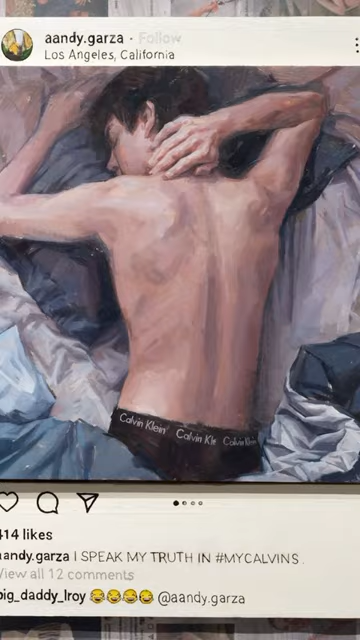 aandy.garza · Follow
Los Angeles, California
Calvin Klein Calvin Kle Calvin Klein
414 likes
aandy.garza I SPEAK MY TRUTH IN #MYCALVINS.
View all 12 comments
big_daddy_lroy 😂😂😂😂 @aandy.garza